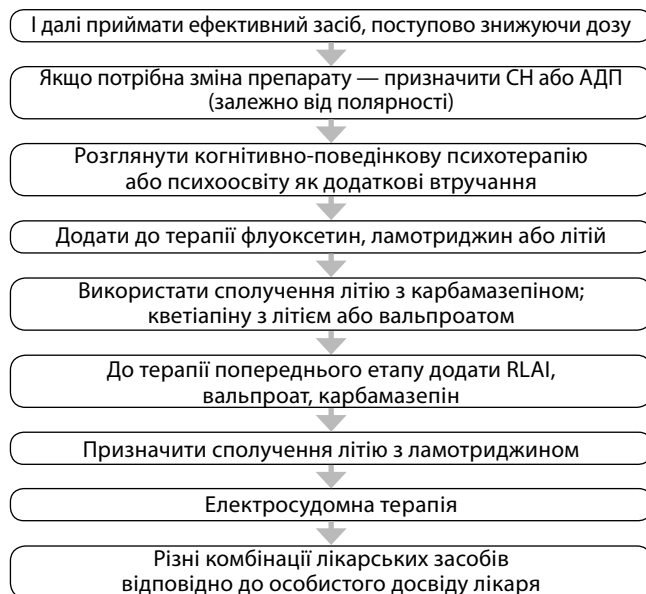 І далі приймати ефективний засіб, поступово знижуючи дозу
Якщо потрібна зміна препарату — призначити СН або АДП
(залежно від полярності)
Розглянути когнітивно-поведінкову психотерапію
або психоосвіту як додаткові втручання
Додати до терапії флуоксетин, ламотриджин або літій
Використати сполучення літію з карбамазепіном;
кветіапіну з літієм або вальпроатом
До терапії попереднього етапу додати RLAI,
вальпроат, карбамазепін
Призначити сполучення літію з ламотриджином
Електросудомна терапія
Різні комбінації лікарських засобів
відповідно до особистого досвіду лікаря